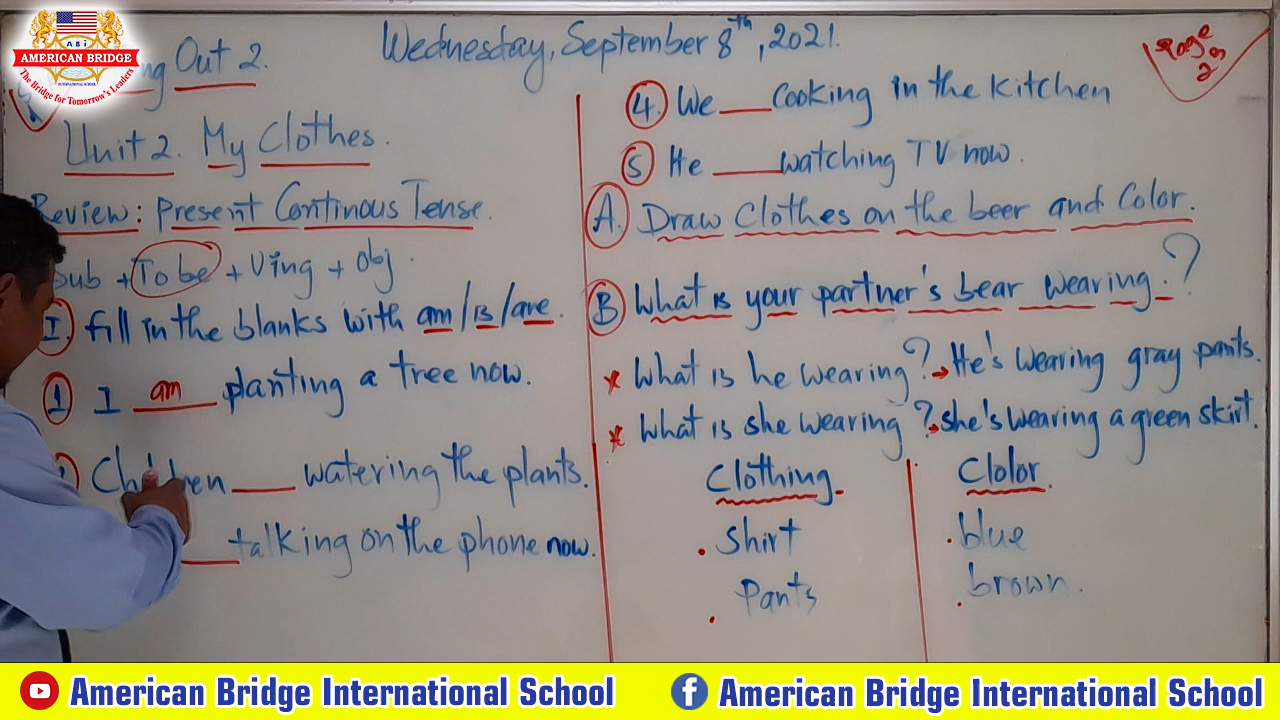 ABi
AMERICAN BRIDGE
INTERNATIONAL SCHOOL
The Bridge for Tomorrow's Leaders
Out 2.
Wednesday, September 8th, 2021.
Page 23
Unit 2. My Clothes.
Review: Present Continous Tense.
Sub + To be + Ving + Obj.
I. fill in the blanks with am/is/are.
1 I am planting a tree now.
Children ___ watering the plants.
___ talking on the phone now.
4. We ___ Cooking in the Kitchen
5 He ___ watching TV now.
A. Draw Clothes on the beer and Color.
B What is your partner's bear wearing.?
* What is he wearing? → He's wearing gray pants.
* What is she wearing? → she's wearing a green skirt.
Clothing.
. Shirt
. Pants
Clolor.
. blue
. brown.
American Bridge International School
American Bridge International School